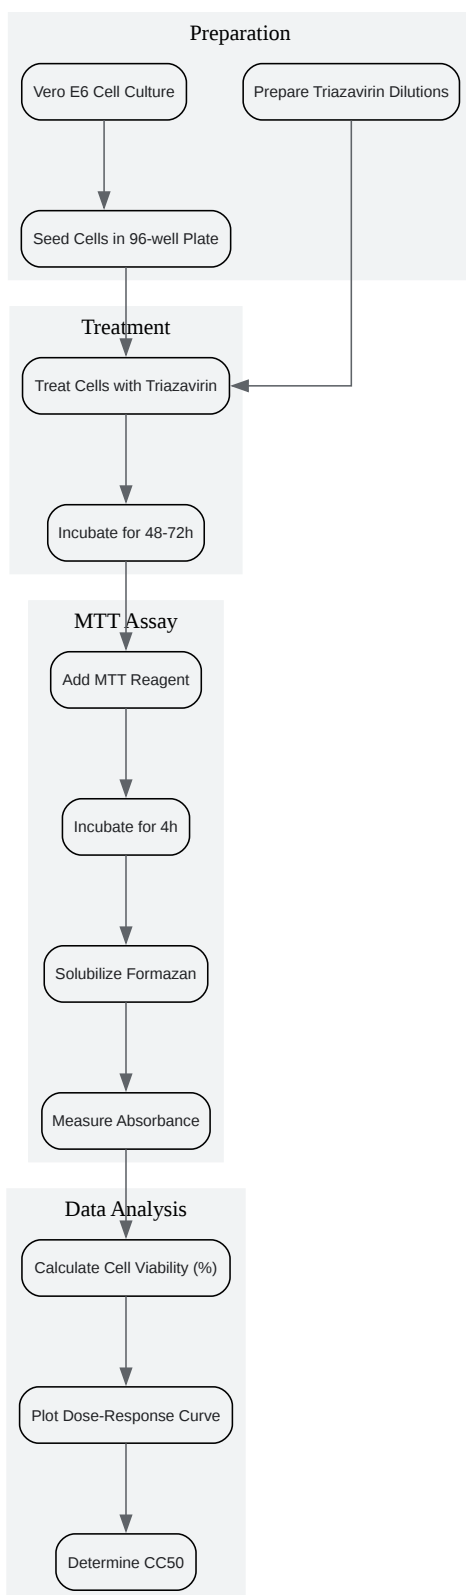 Preparation
Vero E6 Cell Culture
Prepare Triazavirin Dilutions
Seed Cells in 96-well Plate
Treatment
Treat Cells with Triazavirin
Incubate for 48-72h
MTT Assay
Add MTT Reagent
Incubate for 4h
Solubilize Formazan
Measure Absorbance
Data Analysis
Calculate Cell Viability (%)
Plot Dose-Response Curve
Determine CC50